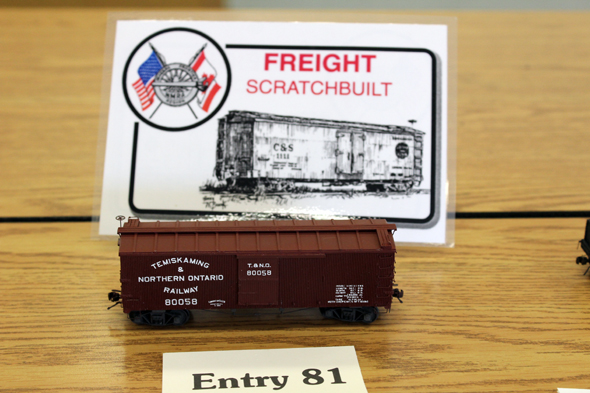 FREIGHT
SCRATCHBUILT
C&S
TEMISKAMING
&
NORTHERN ONTARIO
RAILWAY
80058
T.& N.O.
80058
Entry 81